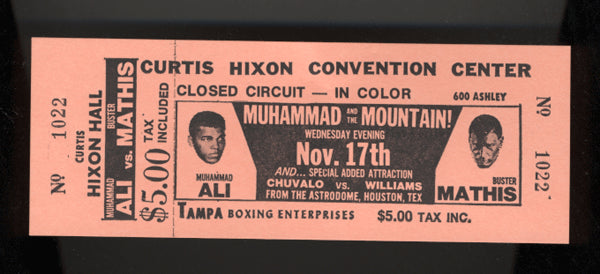 No 1022
CURTIS
HIXON HALL
MUHAMMAD BUSTER
ALI vs. MATHIS
$5.00 TAX INCLUDED
CURTIS HIXON CONVENTION CENTER
CLOSED CIRCUIT — IN COLOR
600 ASHLEY
MUHAMMAD AND THE MOUNTAIN!
WEDNESDAY EVENING
Nov. 17th
AND... SPECIAL ADDED ATTRACTION
CHUVALO vs. WILLIAMS
FROM THE ASTRODOME, HOUSTON, TEX
MUHAMMAD
ALI
BUSTER
MATHIS
TAMPA BOXING ENTERPRISES
$5.00 TAX INC.
No 1022